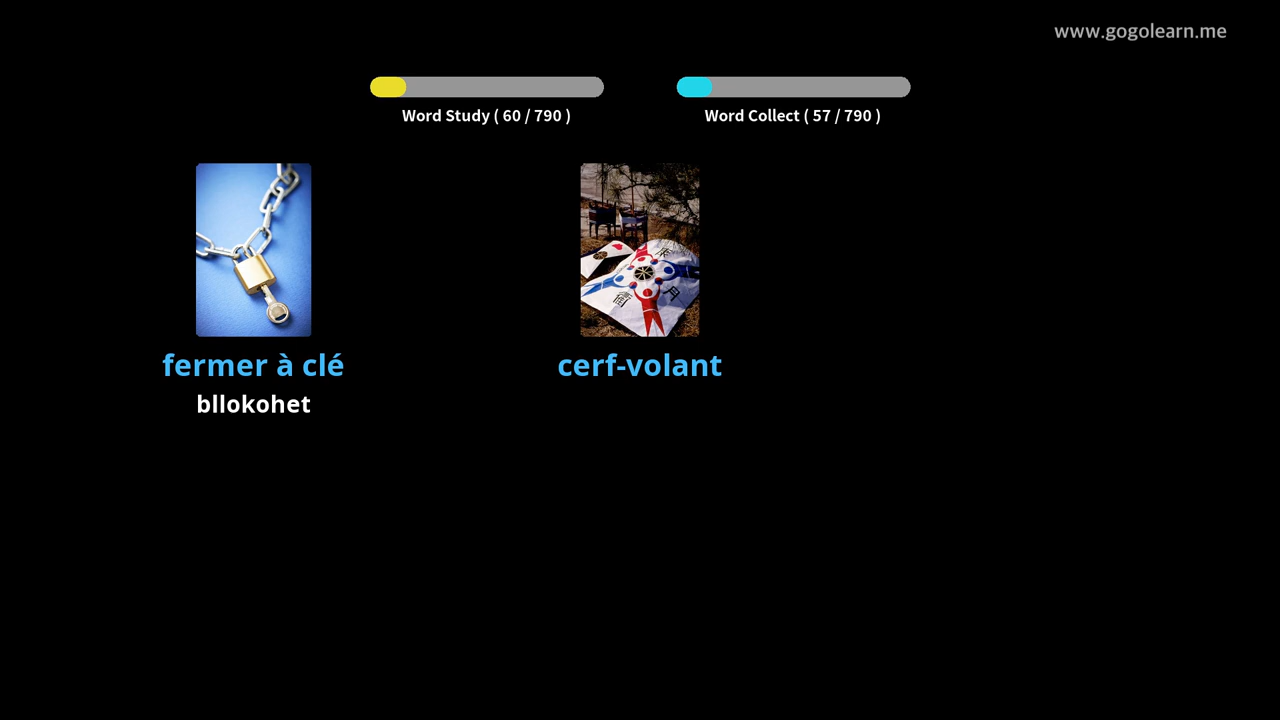 www.gogolearn.me
Word Study ( 60 / 790 )
Word Collect ( 57 / 790 )
fermer à clé
bllokohet
cerf-volant